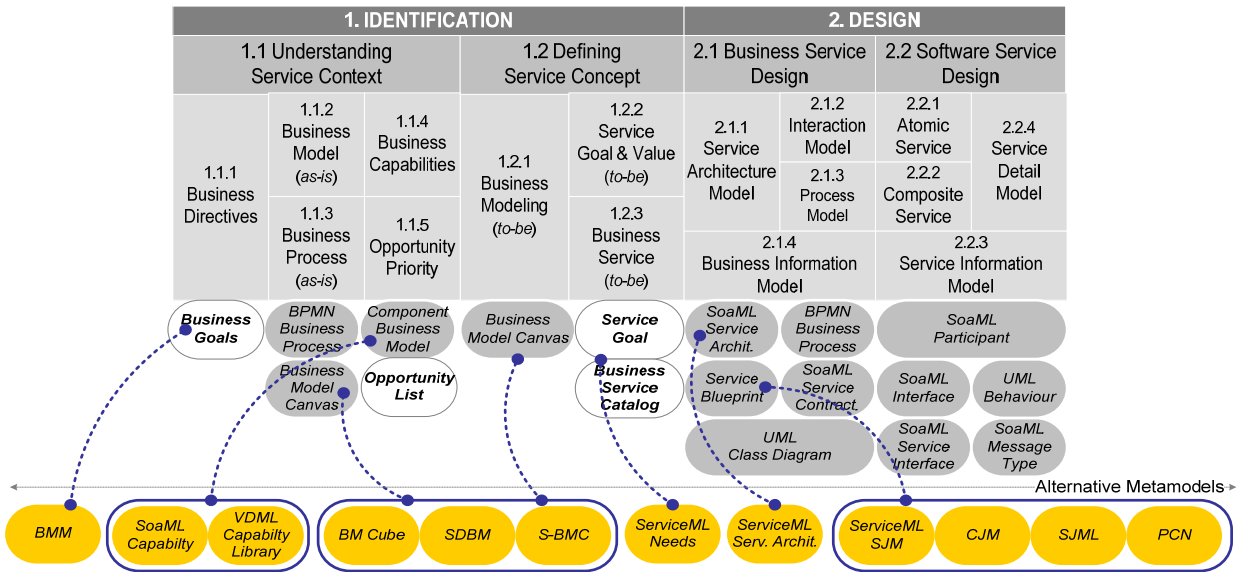 1. IDENTIFICATION
2. DESIGN
1.1 Understanding
Service Context
1.2 Defining
Service Concept
2.1 Business Service
Design
2.2 Software Service
Design
1.1.1
Business
Directives
1.1.2
Business
Model
(as-is)
1.1.3
Business
Process
(as-is)
1.1.4
Business
Capabilities
1.1.5
Opportunity
Priority
1.2.1
Business
Modeling
(to-be)
1.2.2
Service
Goal & Value
(to-be)
1.2.3
Business
Service
(to-be)
2.1.1
Service
Architecture
Model
2.1.2
Interaction
Model
2.1.3
Process
Model
2.2.1
Atomic
Service
2.2.2
Composite
Service
2.2.4
Service
Detail
Model
2.1.4
Business Information
Model
2.2.3
Service Information
Model
Business
Goals
BPMN
Business
Process
Component
Business
Model
Business
Model Canvas
Service
Goal
SoaML
Service
Archit.
BPMN
Business
Process
SoaML
Participant
Business
Model
Canvas
Opportunity
List
Business
Service
Catalog
Service
Blueprint
SoaML
Service
Contract.
SoaML
Interface
UML
Behaviour
UML
Class Diagram
SoaML
Service
Interface
SoaML
Message
Type
Alternative Metamodels
BMM
SoaML
Capabilty
VDML
Capabilty
Library
BM Cube
SDBM
S-BMC
ServiceML
Needs
ServiceML
Serv. Archit.
ServiceML
SJM
CJM
SJML
PCN